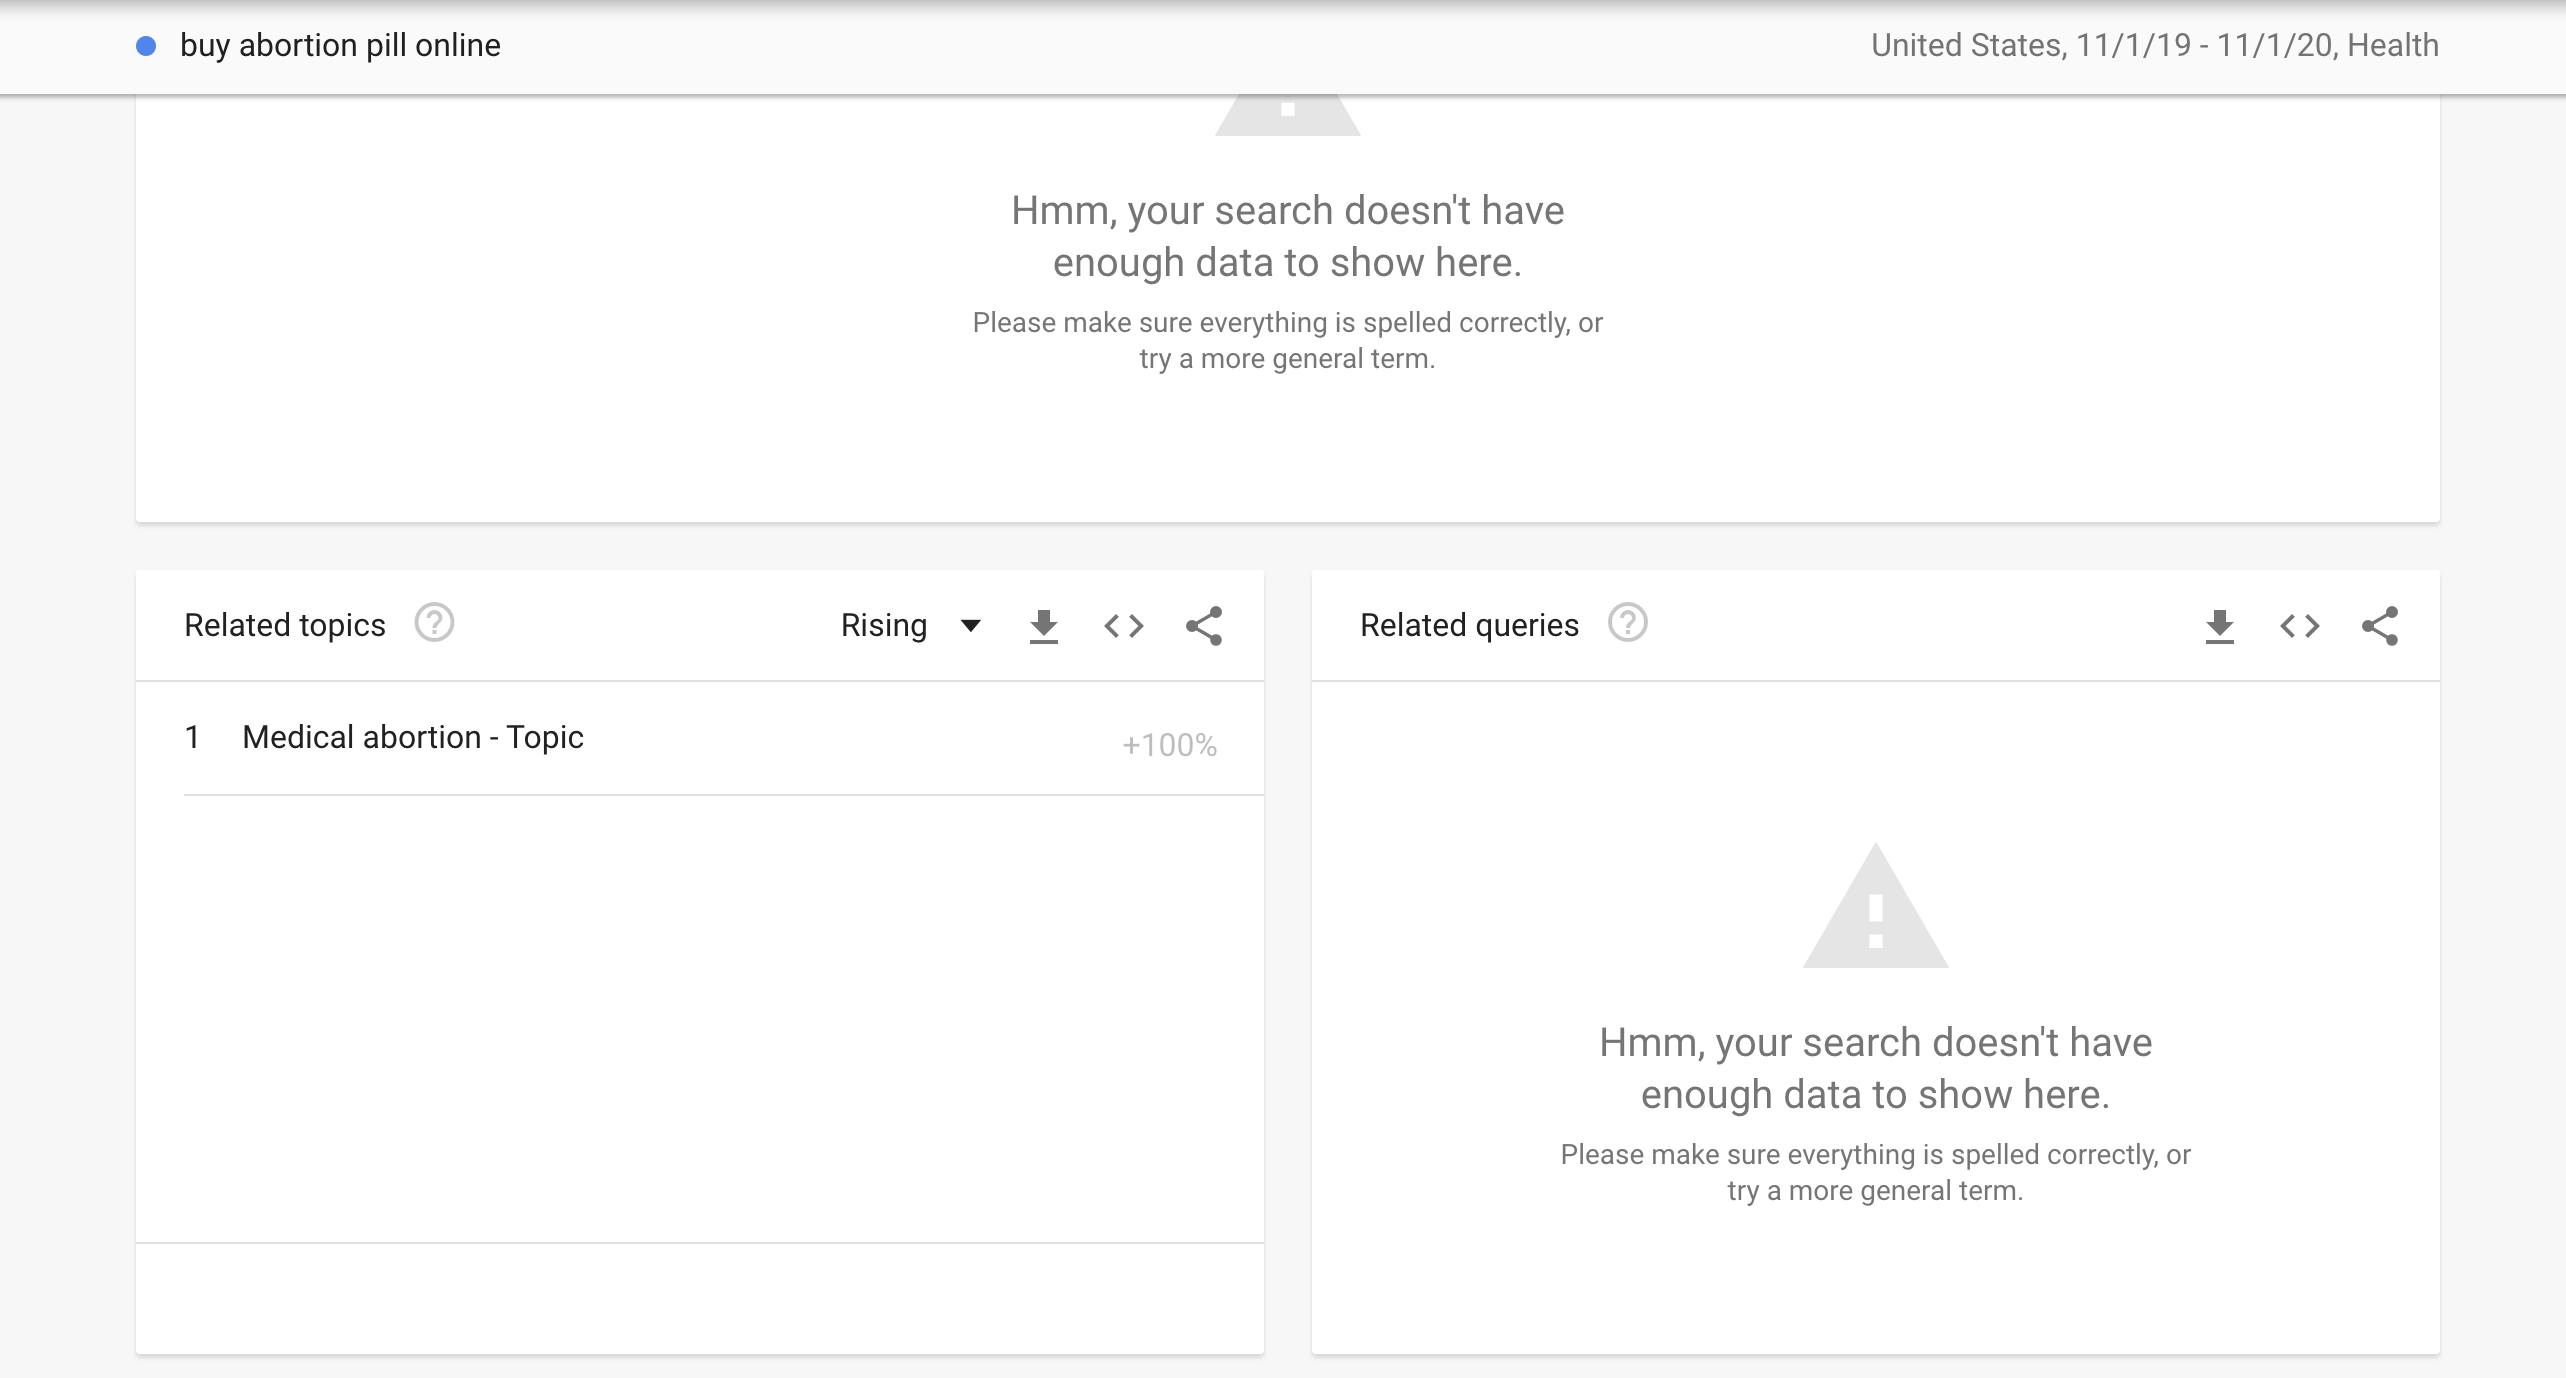 buy abortion pill online
United States, 11/1/19 - 11/1/20, Health
Hmm, your search doesn't have
enough data to show here.
Please make sure everything is spelled correctly, or
try a more general term.
Related topics
Rising
1 Medical abortion - Topic +100%
Related queries
Hmm, your search doesn't have
enough data to show here.
Please make sure everything is spelled correctly, or
try a more general term.